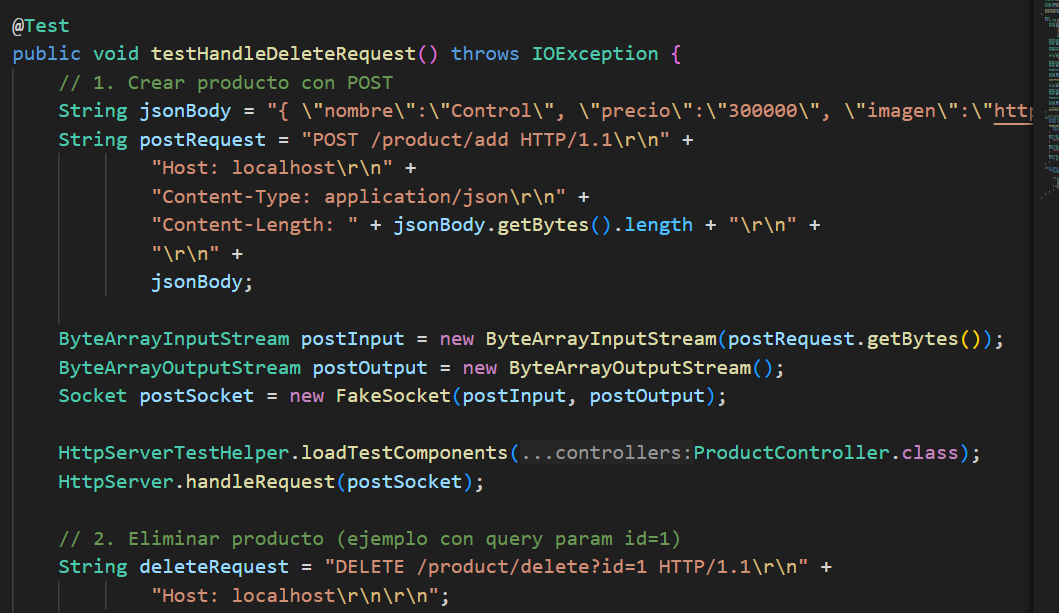 @Test
public void testHandleDeleteRequest() throws IOException {
// 1. Crear producto con POST
String jsonBody = "{ \"nombre\":\"Control\", \"precio\":\"300000\", \"imagen\":\"http
String postRequest = "POST /product/add HTTP/1.1\r\n" +
"Host: localhost\r\n" +
"Content-Type: application/json\r\n" +
"Content-Length: " + jsonBody.getBytes().length + "\r\n" +
"\r\n" +
jsonBody;
ByteArrayInputStream postInput = new ByteArrayInputStream(postRequest.getBytes());
ByteArrayOutputStream postOutput = new ByteArrayOutputStream();
Socket postSocket = new FakeSocket(postInput, postOutput);
HttpServerTestHelper.loadTestComponents(...controllers:ProductController.class);
HttpServer.handleRequest(postSocket);
// 2. Eliminar producto (ejemplo con query param id=1)
String deleteRequest = "DELETE /product/delete?id=1 HTTP/1.1\r\n" +
"Host: localhost\r\n\r\n";